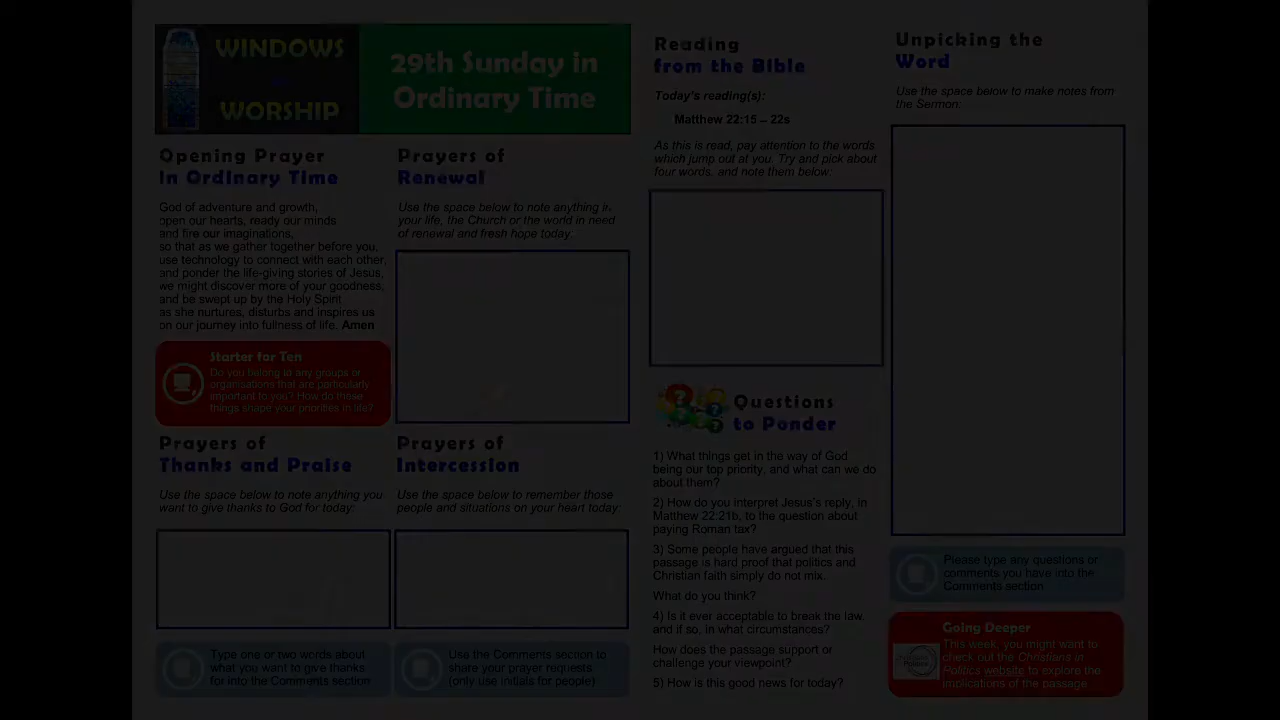 WINDOWS
WORSHIP
29th Sunday in
Ordinary Time
Opening Prayer
in Ordinary Time
God of adventure and growth,
open our hearts, ready our minds
and fire our imaginations,
so that as we gather together before you,
use technology to connect with each other,
and ponder the life-giving stories of Jesus,
we might discover more of your goodness,
and be swept up by the Holy Spirit
as she nurtures, disturbs and inspires us
on our journey into fullness of life. Amen
Starter for Ten
Do you belong to any groups or
organisations that are particularly
important to you? How do these
things shape your priorities in life?
Prayers of
Thanks and Praise
Use the space below to note anything you
want to give thanks to God for today:
Type one or two words about
what you want to give thanks
for into the Comments section
Prayers of
Renewal
Use the space below to note anything in
your life, the Church or the world in need
of renewal and fresh hope today:
Prayers of
Intercession
Use the space below to remember those
people and situations on your heart today:
Use the Comments section to
share your prayer requests
(only use initials for people)
Reading
from the Bible
Today's reading(s):
Matthew 22:15 – 22s
As this is read, pay attention to the words
which jump out at you. Try and pick about
four words, and note them below:
Questions
to Ponder
1) What things get in the way of God
being our top priority, and what can we do
about them?
2) How do you interpret Jesus's reply, in
Matthew 22:21b, to the question about
paying Roman tax?
3) Some people have argued that this
passage is hard proof that politics and
Christian faith simply do not mix.
What do you think?
4) Is it ever acceptable to break the law,
and if so, in what circumstances?
How does the passage support or
challenge your viewpoint?
5) How is this good news for today?
Unpicking the
Word
Use the space below to make notes from
the Sermon:
Please type any questions or
comments you have into the
Comments section
Going Deeper
This week, you might want to
check out the Christians in
Politics website to explore the
implications of the passage